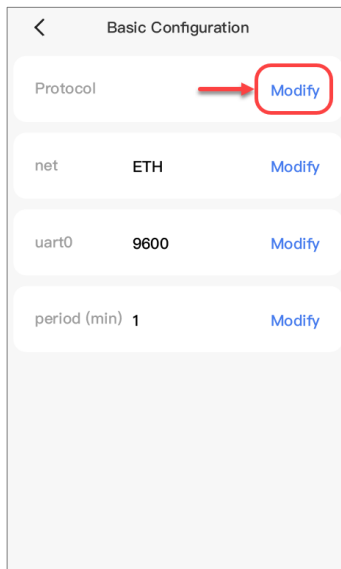 Basic Configuration
Protocol Modify
net ETH Modify
uart0 9600 Modify
period (min) 1 Modify